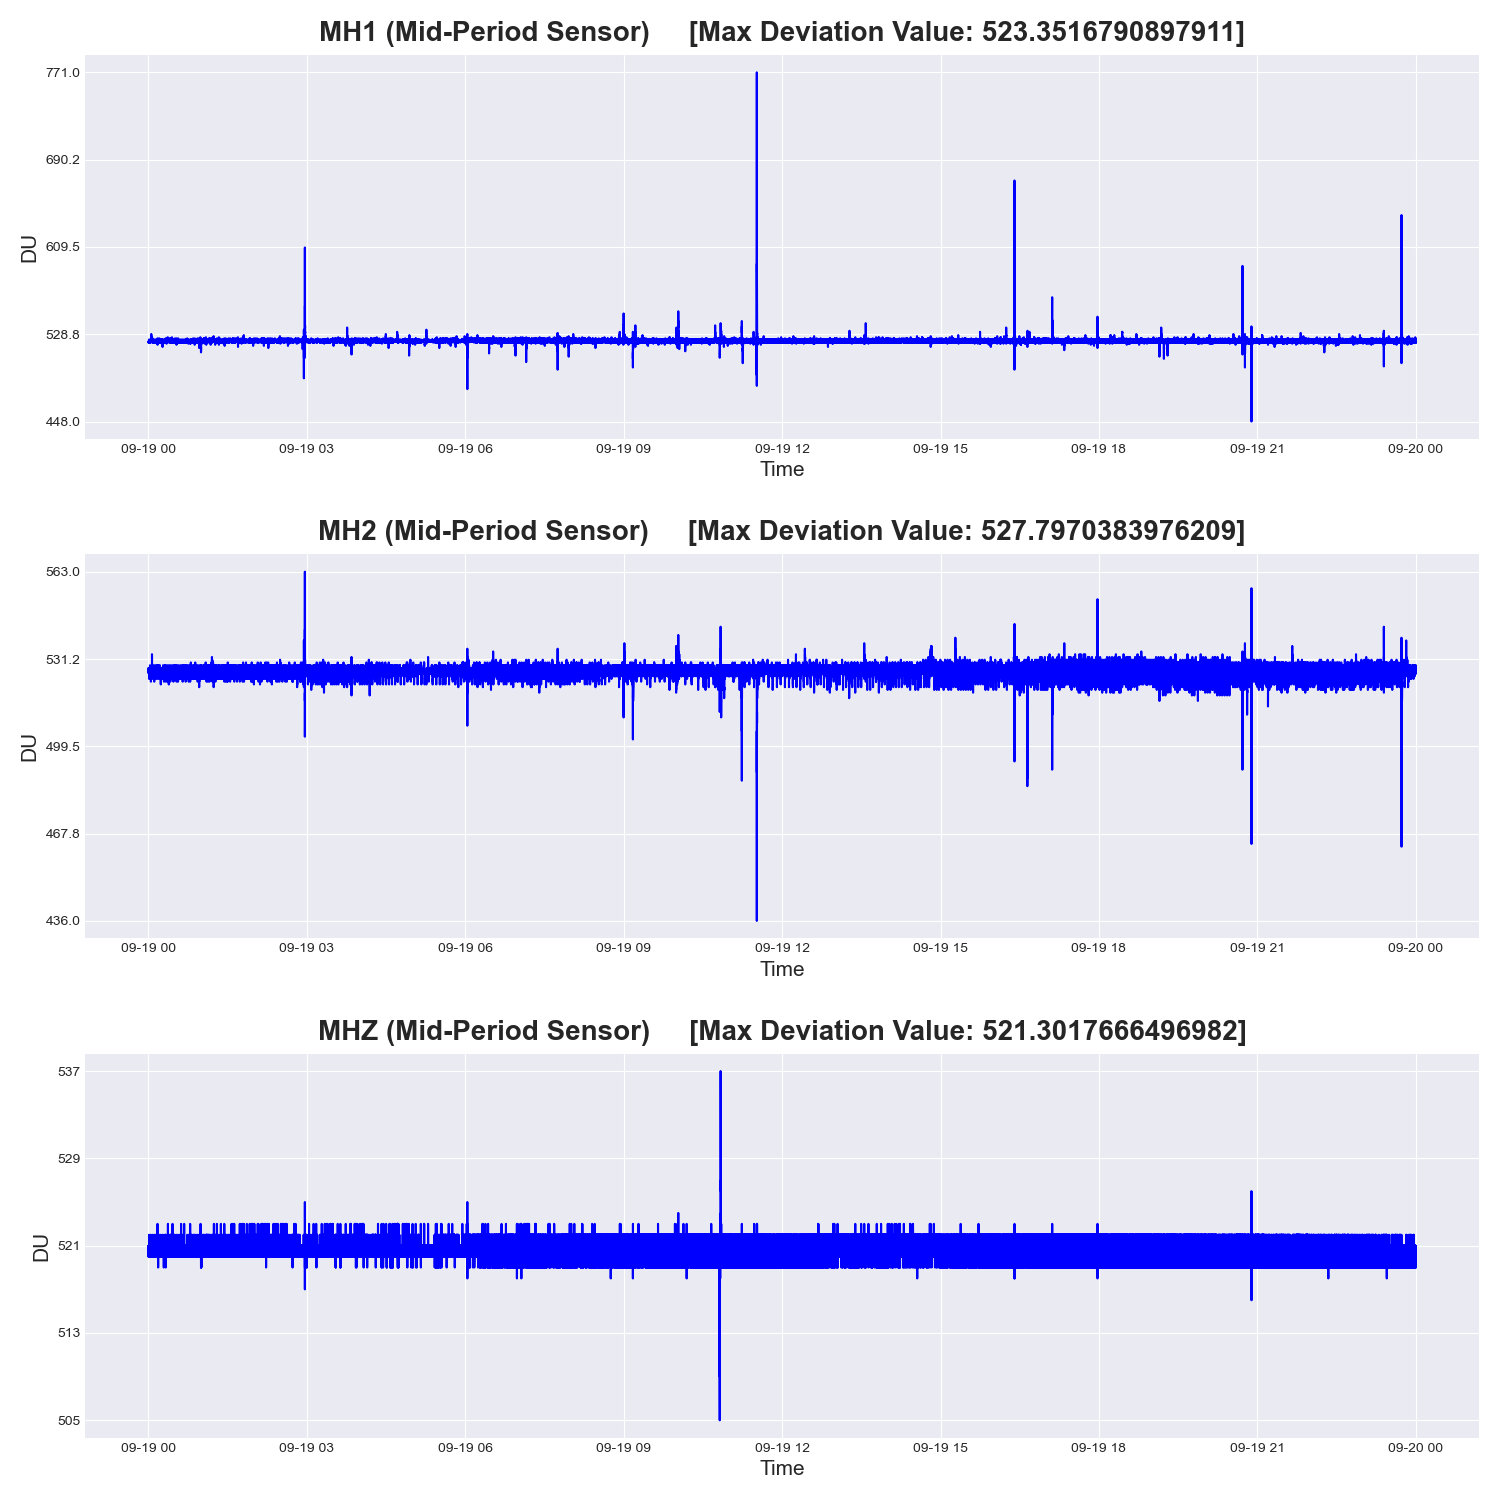 MH1 (Mid-Period Sensor) [Max Deviation Value: 523.3516790897911]
771.0
690.2
609.5
528.8
448.0
DU
09-19 00 09-19 03 09-19 06 09-19 09 09-19 12 09-19 15 09-19 18 09-19 21 09-20 00
Time
MH2 (Mid-Period Sensor) [Max Deviation Value: 527.7970383976209]
563.0
531.2
499.5
467.8
436.0
DU
09-19 00 09-19 03 09-19 06 09-19 09 09-19 12 09-19 15 09-19 18 09-19 21 09-20 00
Time
MHZ (Mid-Period Sensor) [Max Deviation Value: 521.3017666496982]
537
529
521
513
505
DU
09-19 00 09-19 03 09-19 06 09-19 09 09-19 12 09-19 15 09-19 18 09-19 21 09-20 00
Time